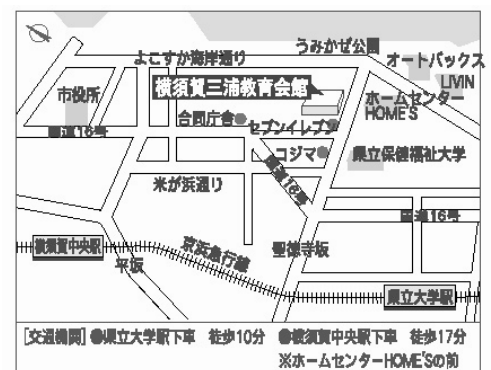 うみかぜ公園
よこすか海岸通り
オートバックス
LIVIN
横須賀三浦教育会館
市役所
ホームセンター
HOME'S
合同庁舎
セブンイレブン
国道16号
コジマ
県立保健福祉大学
米が浜通り
国道16号
国道16号
横須賀中央駅
京浜急行線
聖徳寺坂
平坂
県立大学駅
[交通機関] ●県立大学駅下車 徒歩10分 ●横須賀中央駅下車 徒歩17分
※ホームセンターHOME'Sの前